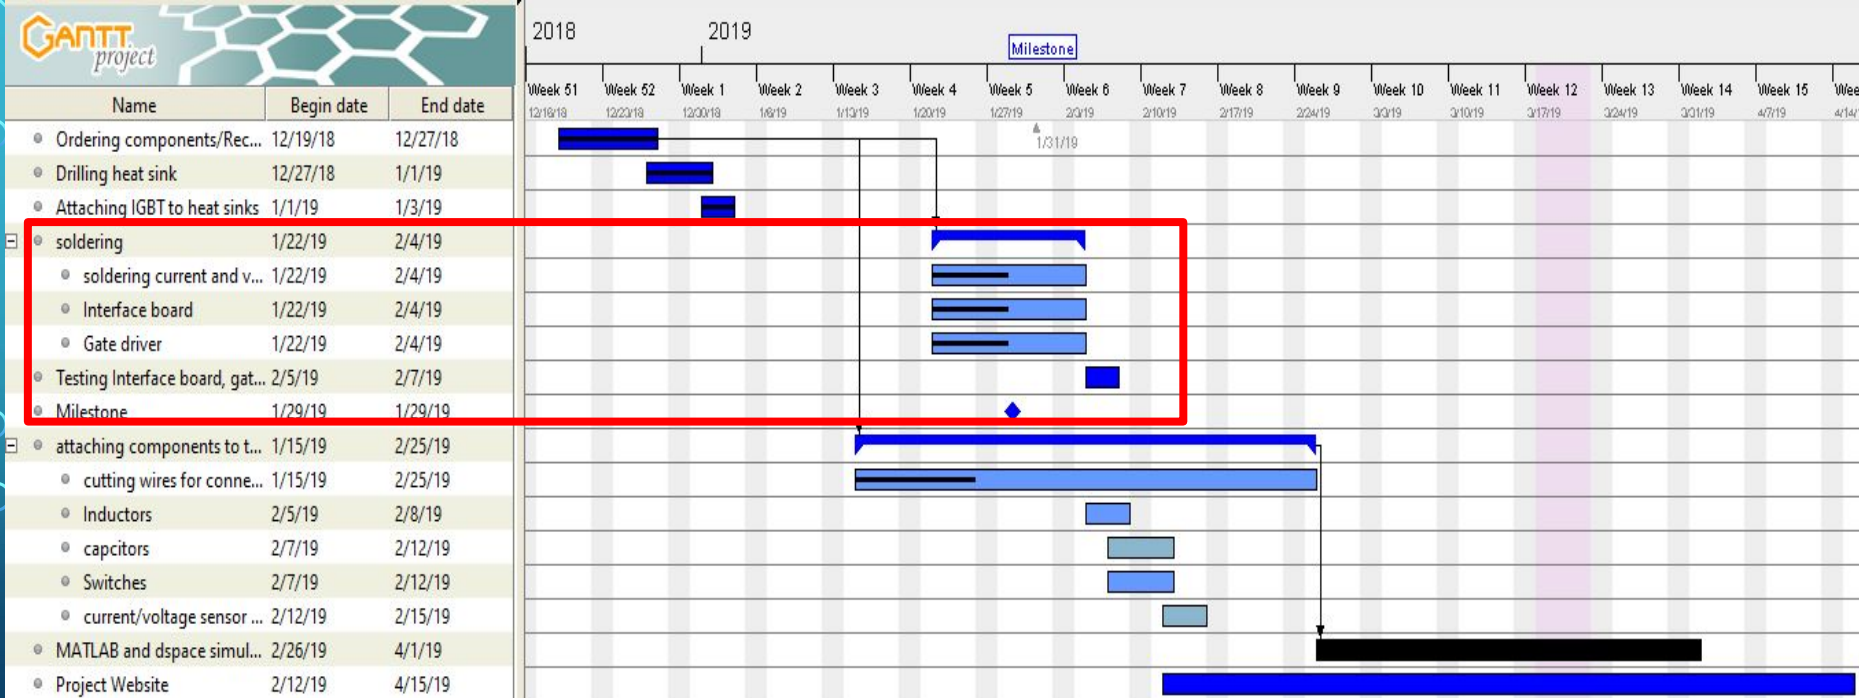 GANTT
project
2018 2019
Milestone
Week 51 Week 52 Week 1 Week 2 Week 3 Week 4 Week 5 Week 6 Week 7 Week 8 Week 9 Week 10 Week 11 Week 12 Week 13 Week 14 Week 15 Wee
Name Begin date End date
12/16/18 12/23/18 12/30/18 1/6/19 1/13/19 1/20/19 1/27/19 2/3/19 2/10/19 2/17/19 2/24/19 3/3/19 3/10/19 3/17/19 3/24/19 3/31/19 4/7/19 4/14/
Ordering components/Rec... 12/19/18 12/27/18
1/31/19
Drilling heat sink 12/27/18 1/1/19
Attaching IGBT to heat sinks 1/1/19 1/3/19
soldering 1/22/19 2/4/19
soldering current and v... 1/22/19 2/4/19
Interface board 1/22/19 2/4/19
Gate driver 1/22/19 2/4/19
Testing Interface board, gat... 2/5/19 2/7/19
Milestone 1/29/19 1/29/19
attaching components to t... 1/15/19 2/25/19
cutting wires for conne... 1/15/19 2/25/19
Inductors 2/5/19 2/8/19
capcitors 2/7/19 2/12/19
Switches 2/7/19 2/12/19
current/voltage sensor ... 2/12/19 2/15/19
MATLAB and dspace simul... 2/26/19 4/1/19
Project Website 2/12/19 4/15/19